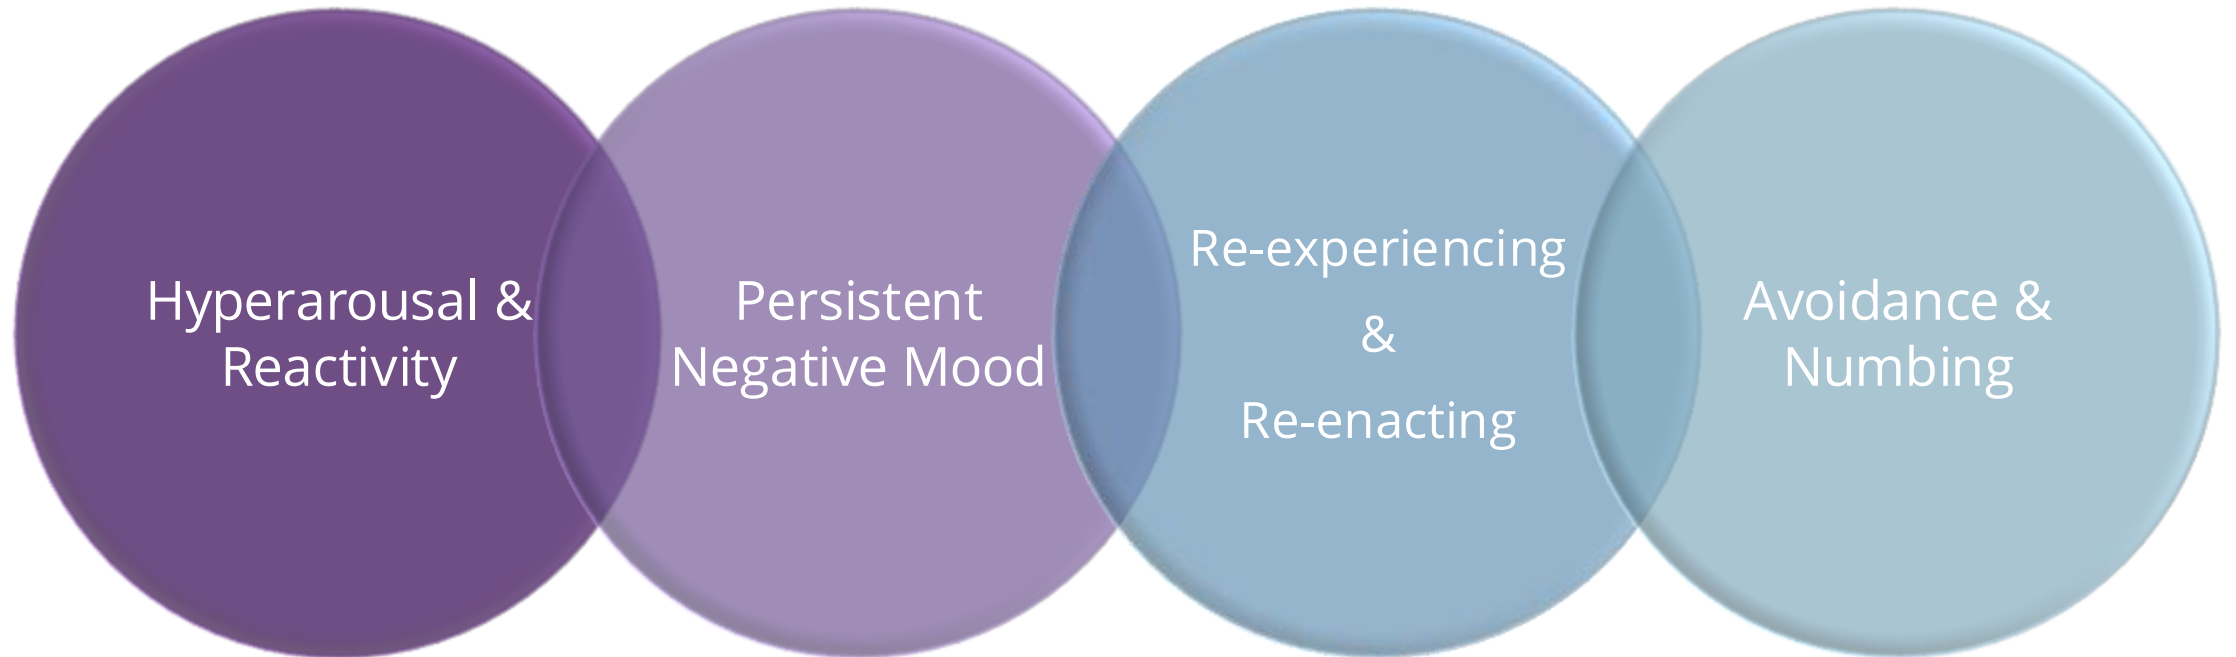 Hyperarousal &
Reactivity
Persistent
Negative Mood
Re-experiencing
&
Re-enacting
Avoidance &
Numbing